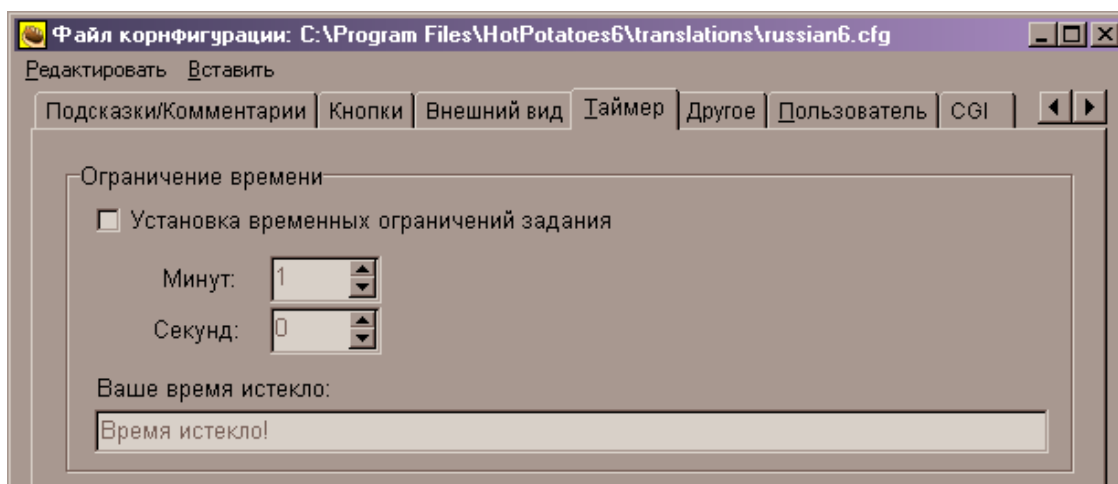 Файл корнфигурации: C:\Program Files\HotPotatoes6\translations\russian6.cfg
Редактировать Вставить
Подсказки/Комментарии Кнопки Внешний вид Таймер Другое Пользователь CGI
Ограничение времени
Установка временных ограничений задания
Минут: 1
Секунд: 0
Ваше время истекло:
Время истекло!